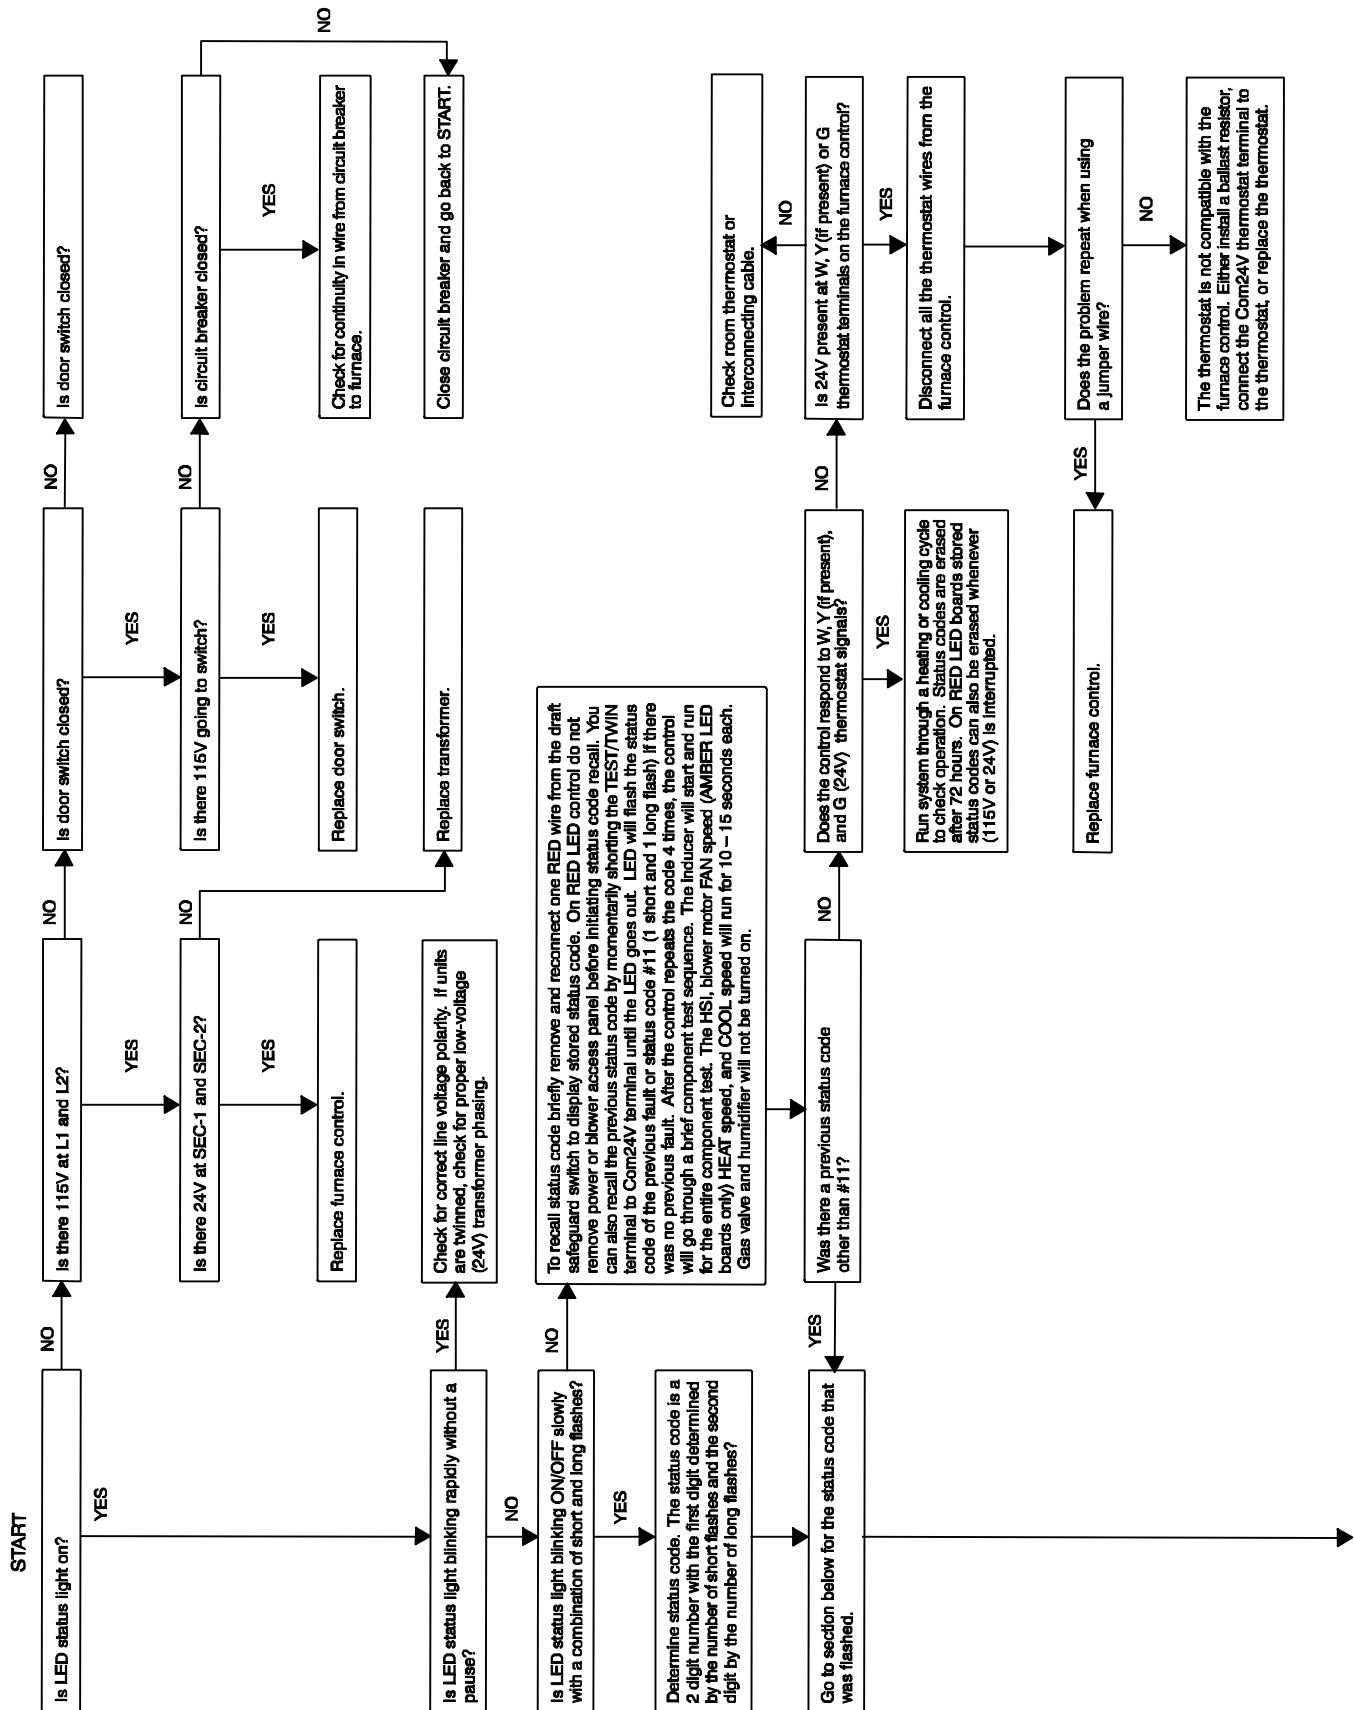 START
Is LED status light on?
NO
Is there 115V at L1 and L2?
NO
Is door switch closed?
NO
Is door switch closed?
YES
YES
YES
Is there 24V at SEC-1 and SEC-2?
NO
Is there 115V going to switch?
NO
Is circuit breaker closed?
NO
YES
YES
YES
Replace furnace control.
Replace door switch.
Check for continuity in wire from circuit breaker
to furnace.
Replace transformer.
Close circuit breaker and go back to START.
Is LED status light blinking rapidly without a
pause?
YES
Check for correct line voltage polarity. If units
are twinned, check for proper low-voltage
(24V) transformer phasing.
NO
Is LED status light blinking ON/OFF slowly
with a combination of short and long flashes?
NO
To recall status code briefly remove and reconnect one RED wire from the draft
safeguard switch to display stored status code. On RED LED control do not
remove power or blower access panel before initiating status code recall. You
can also recall the previous status code by momentarily shorting the TEST/TWIN
terminal to Com24V terminal until the LED goes out. LED will flash the status
code of the previous fault or status code #11 (1 short and 1 long flash) if there
was no previous fault. After the control repeats the code 4 times, the control
will go through a brief component test sequence. The inducer will start and run
for the entire component test. The HSI, blower motor FAN speed (AMBER LED
boards only) HEAT speed, and COOL speed will run for 10 – 15 seconds each.
Gas valve and humidifier will not be turned on.
YES
Determine status code. The status code is a
2 digit number with the first digit determined
by the number of short flashes and the second
digit by the number of long flashes?
Go to section below for the status code that
was flashed.
YES
Was there a previous status code
other than #11?
NO
Does the control respond to W, Y (if present),
and G (24V) thermostat signals?
NO
Is 24V present at W, Y (if present) or G
thermostat terminals on the furnace control?
NO
Check room thermostat or
interconnecting cable.
YES
Run system through a heating or cooling cycle
to check operation. Status codes are erased
after 72 hours. On RED LED boards stored
status codes can also be erased whenever
(115V or 24V) is interrupted.
YES
Disconnect all the thermostat wires from the
furnace control.
Does the problem repeat when using
a jumper wire?
YES
Replace furnace control.
NO
The thermostat is not compatible with the
furnace control. Either install a ballast resistor,
connect the Com24V thermostat terminal to
the thermostat, or replace the thermostat.